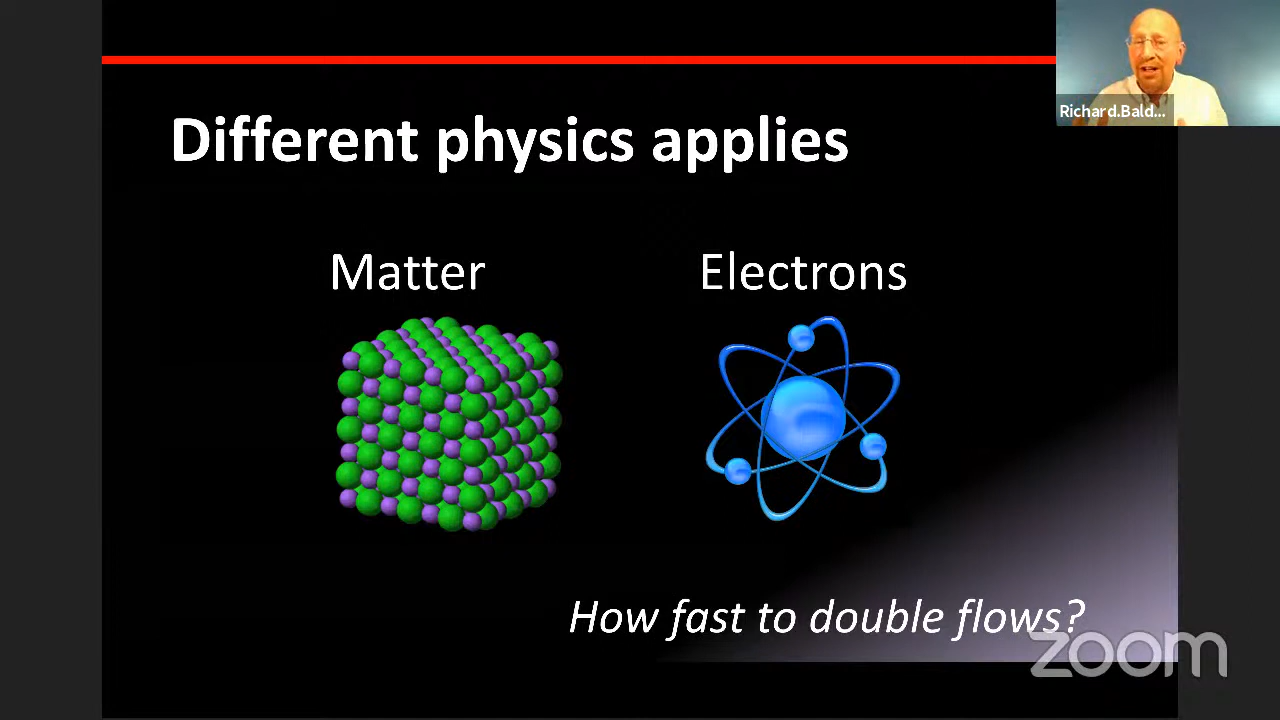 Richard.Bald...
Different physics applies
Matter
Electrons
How fast to double flows?
zoom